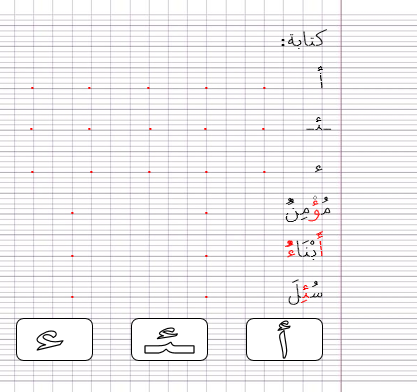 كتابة:
أ
ـئـ
ء
مُؤْمِنٌ
أَبْنَاءٌ
سُئِلَ
أ ـئـ ء